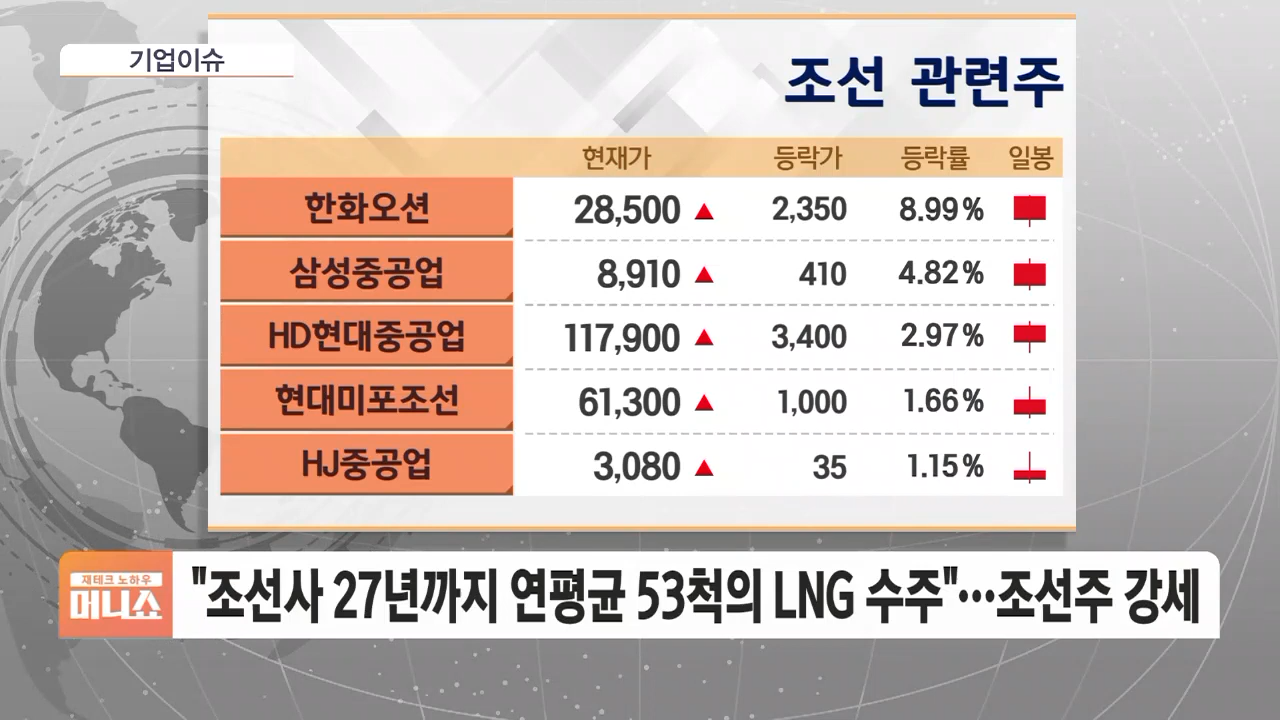 기업이슈
조선 관련주
현재가 등락가 등락률 일봉
한화오션 28,500 ▲ 2,350 8.99%
삼성중공업 8,910 ▲ 410 4.82%
HD현대중공업 117,900 ▲ 3,400 2.97%
현대미포조선 61,300 ▲ 1,000 1.66%
HJ중공업 3,080 ▲ 35 1.15%
재테크 노하우
머니쇼
"조선사 27년까지 연평균 53척의 LNG 수주"…조선주 강세